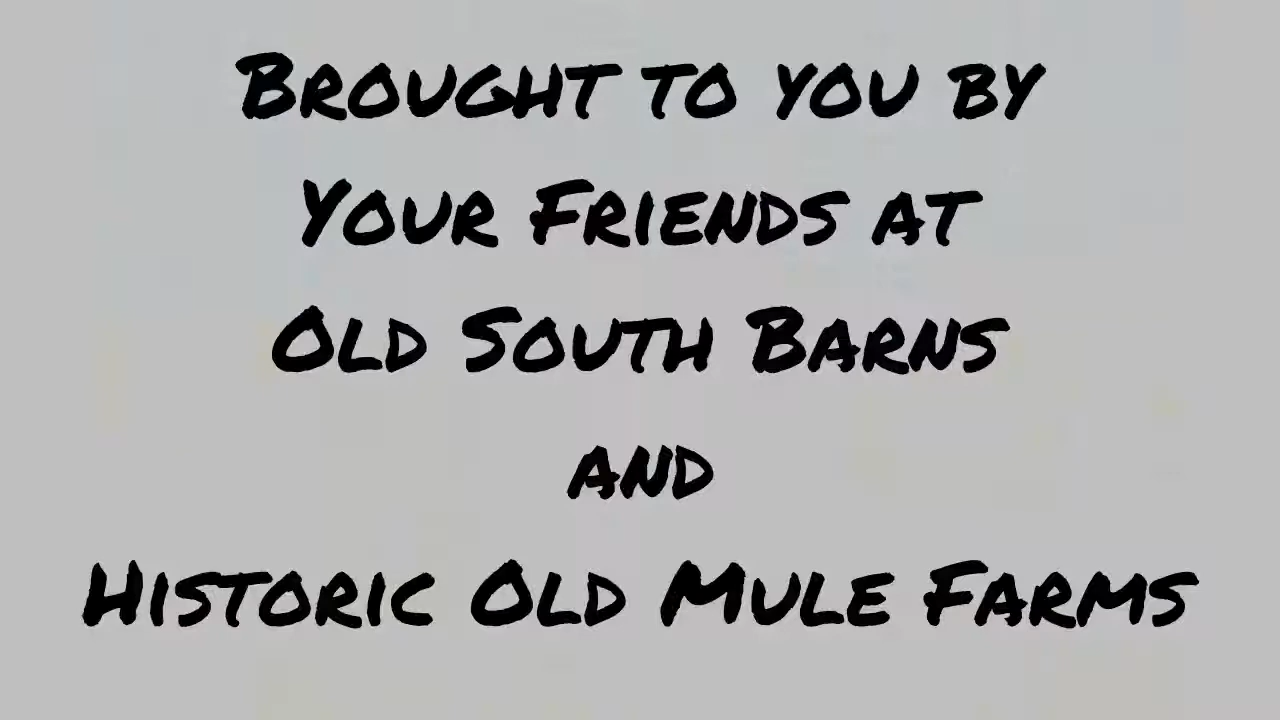 Brought to you by
Your Friends at
Old South Barns
and
Historic Old Mule Farms